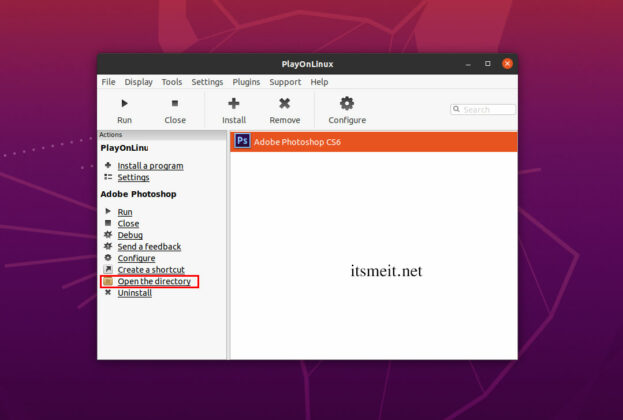 PlayOnLinux
File Display Tools Settings Plugins Support Help
Run Close Install Remove Configure Search
Actions
PlayOnLinu
Install a program
Settings
Adobe Photoshop
Run
Close
Debug
Send a feedback
Configure
Create a shortcut
Open the directory
Uninstall
Ps Adobe Photoshop CS6
itsmeit.net